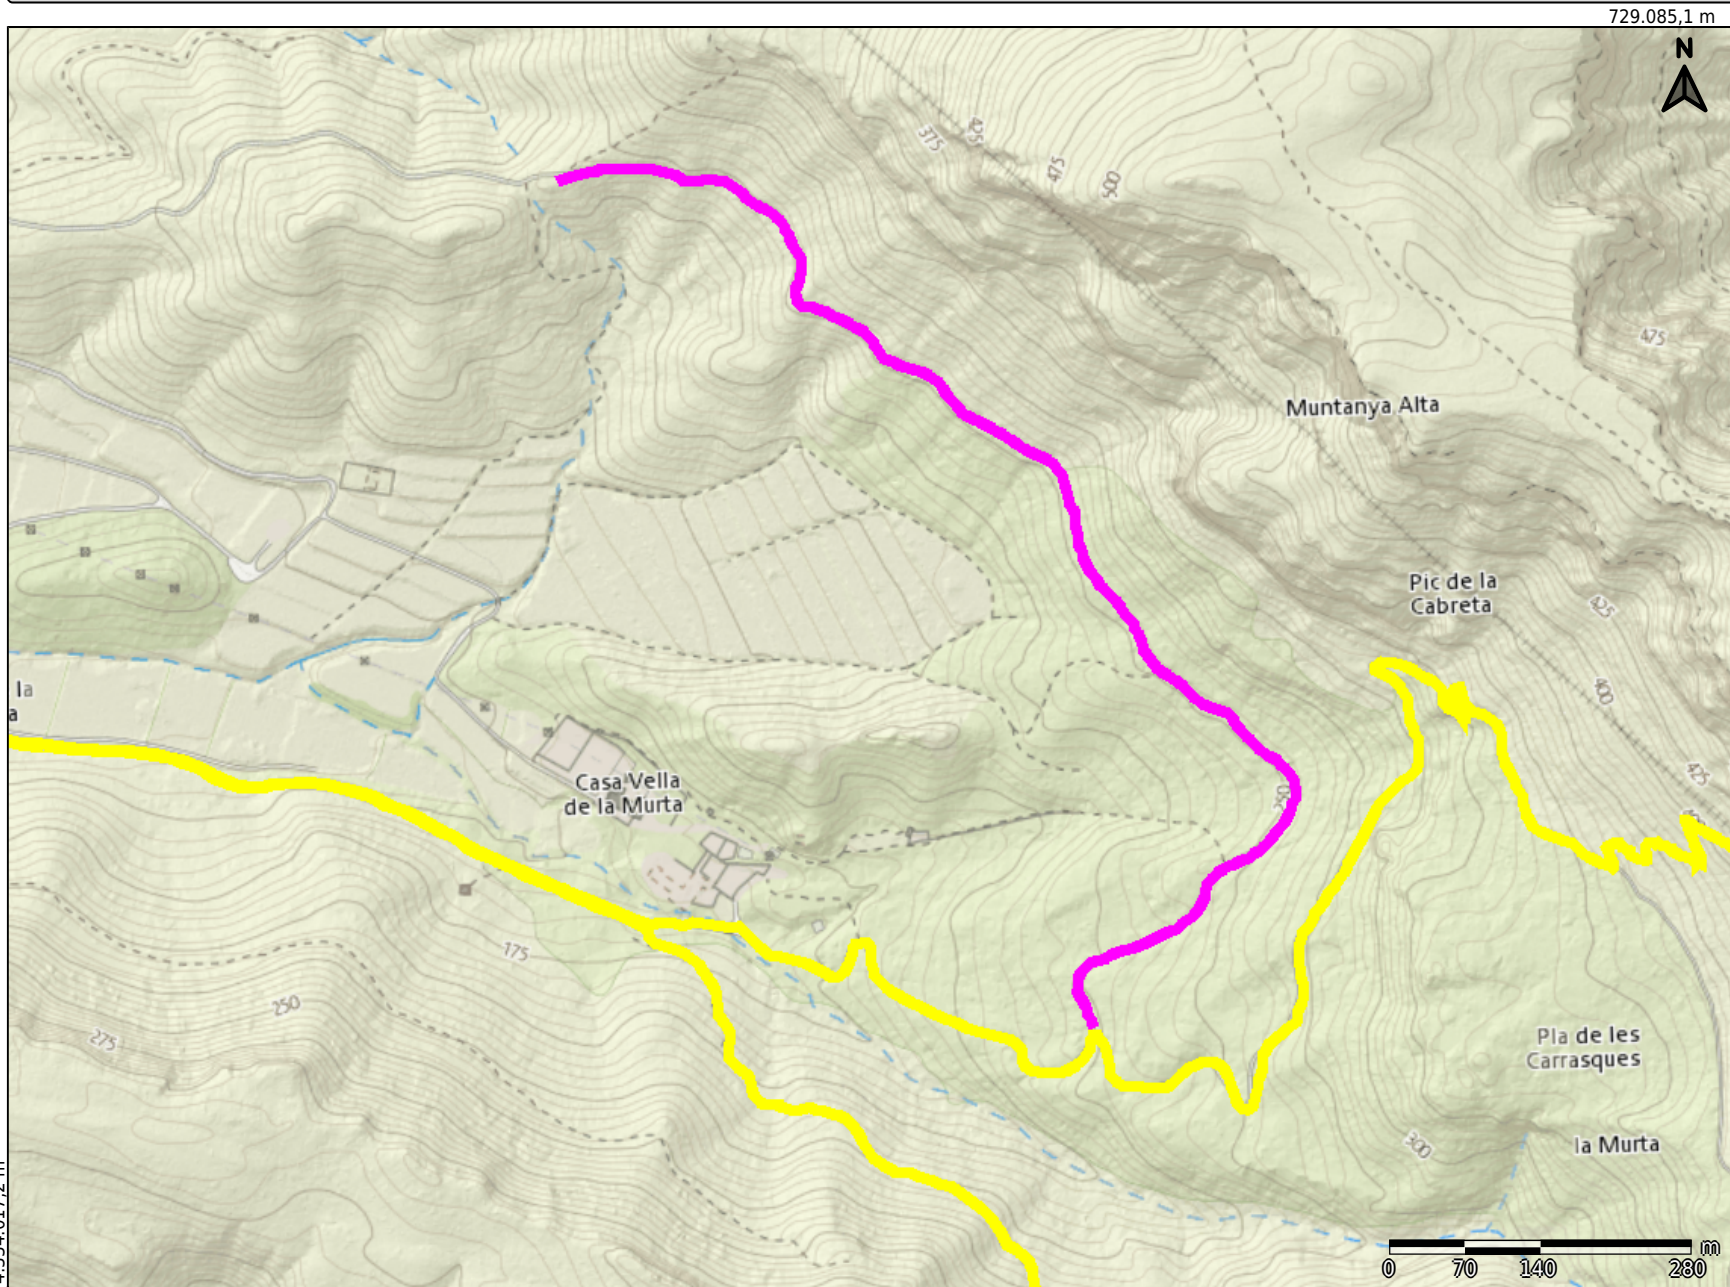 729.085,1 m
N
375
425
475
500
475
Muntanya Alta
Pic de la
Cabreta
425
la
a
400
425
Casa Vella
de la Murta
250
175
250
275
Pla de les
Carrasques
300
la Murta
m
0 70 140 280